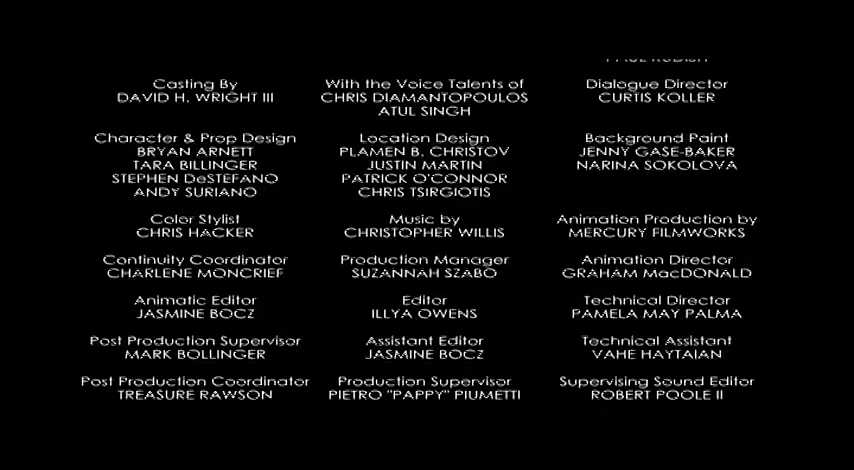 PAUL RUDISH
Casting By
DAVID H. WRIGHT III
With the Voice Talents of
CHRIS DIAMANTOPOULOS
ATUL SINGH
Dialogue Director
CURTIS KOLLER
Character & Prop Design
BRYAN ARNETT
TARA BILLINGER
STEPHEN DeSTEFANO
ANDY SURIANO
Location Design
PLAMEN B. CHRISTOV
JUSTIN MARTIN
PATRICK O'CONNOR
CHRIS TSIRGIOTIS
Background Paint
JENNY GASE-BAKER
NARINA SOKOLOVA
Color Stylist
CHRIS HACKER
Music by
CHRISTOPHER WILLIS
Animation Production by
MERCURY FILMWORKS
Continuity Coordinator
CHARLENE MONCRIEF
Production Manager
SUZANNAH SZABO
Animation Director
GRAHAM MacDONALD
Animatic Editor
JASMINE BOCZ
Editor
ILLYA OWENS
Technical Director
PAMELA MAY PALMA
Post Production Supervisor
MARK BOLLINGER
Assistant Editor
JASMINE BOCZ
Technical Assistant
VAHE HAYTAIAN
Post Production Coordinator
TREASURE RAWSON
Production Supervisor
PIETRO "PAPPY" PIUMETTI
Supervising Sound Editor
ROBERT POOLE II